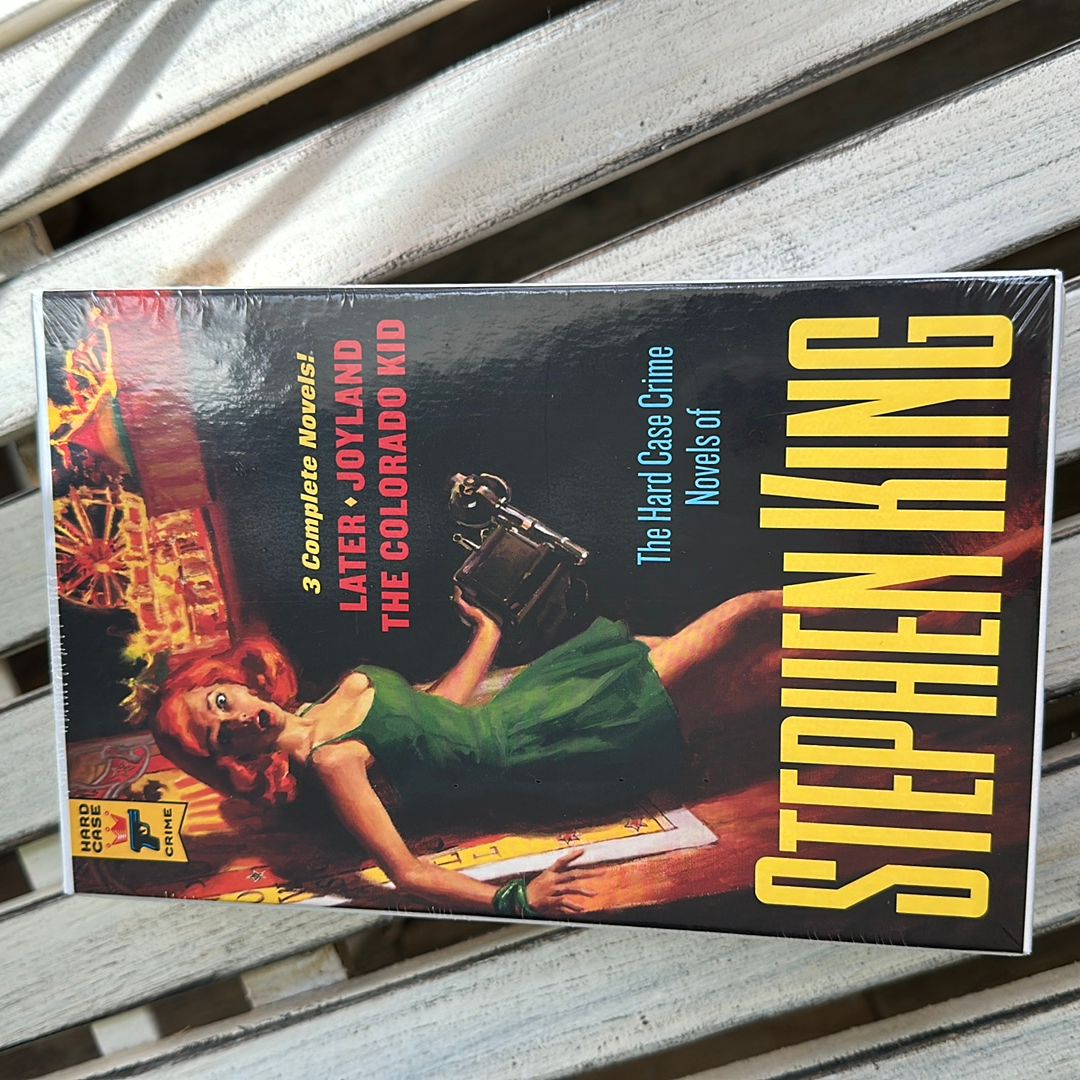 HARD
CASE
CRIME
3 Complete Novels!
LATER ♦ JOYLAND
THE COLORADO KID
The Hard Case Crime
Novels of
STEPHEN KING